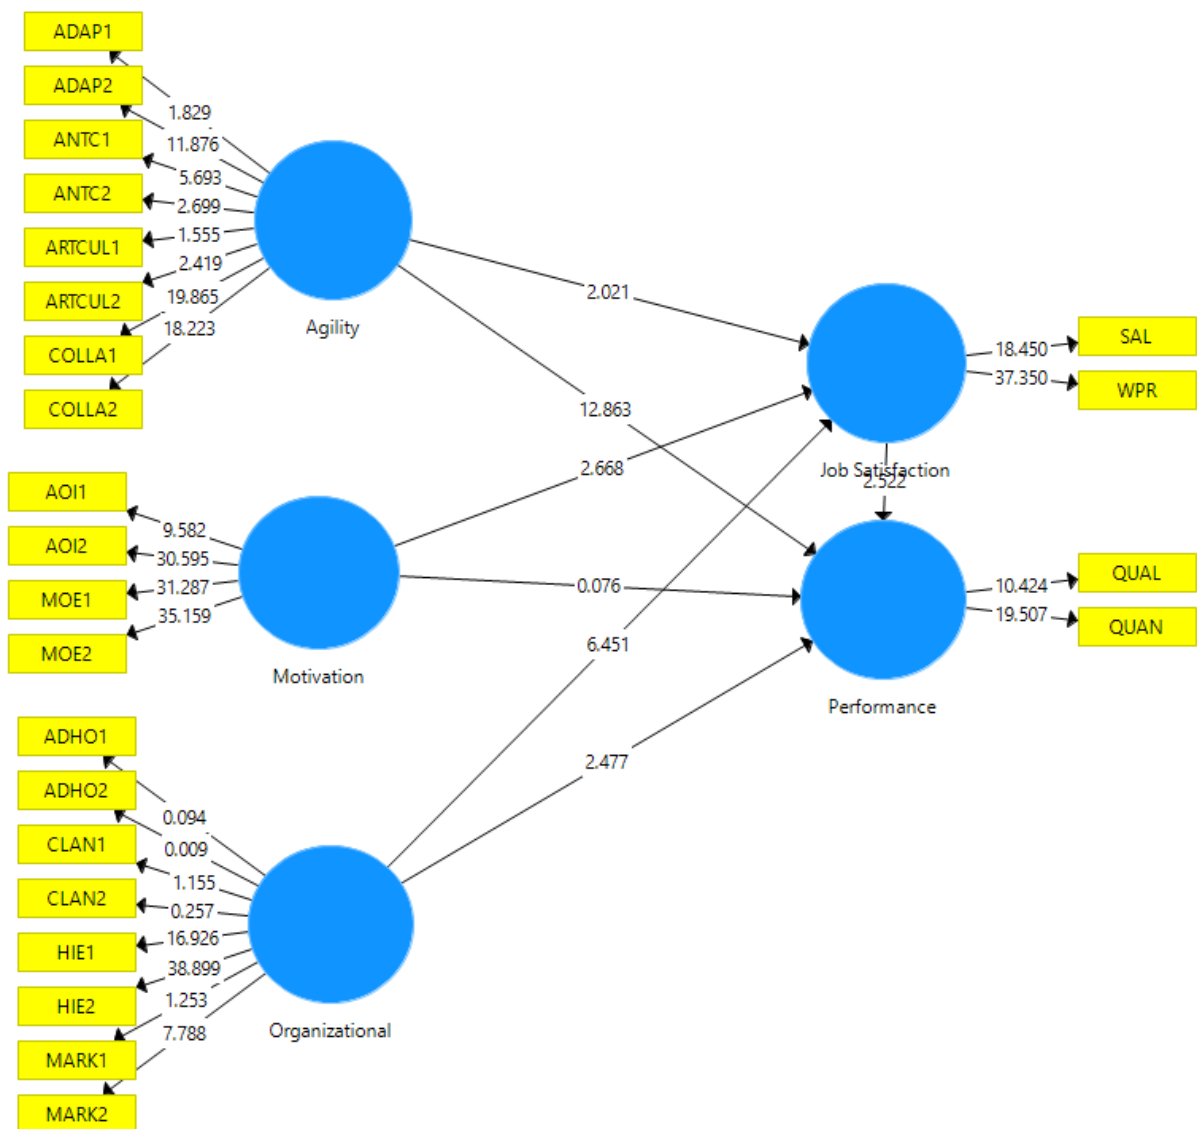 ADAP1
ADAP2
ANTC1
ANTC2
ARTCUL1
ARTCUL2
COLLA1
COLLA2
1.829
11.876
5.693
2.699
1.555
2.419
19.865
18.223
Agility
AOI1
AOI2
MOE1
MOE2
9.582
30.595
31.287
35.159
Motivation
ADHO1
ADHO2
CLAN1
CLAN2
HIE1
HIE2
MARK1
MARK2
0.094
0.009
1.155
0.257
16.926
38.899
1.253
7.788
Organizational
2.021
12.863
2.668
0.076
6.451
2.477
Job Satisfaction
2.522
18.450
37.350
SAL
WPR
Performance
10.424
19.507
QUAL
QUAN